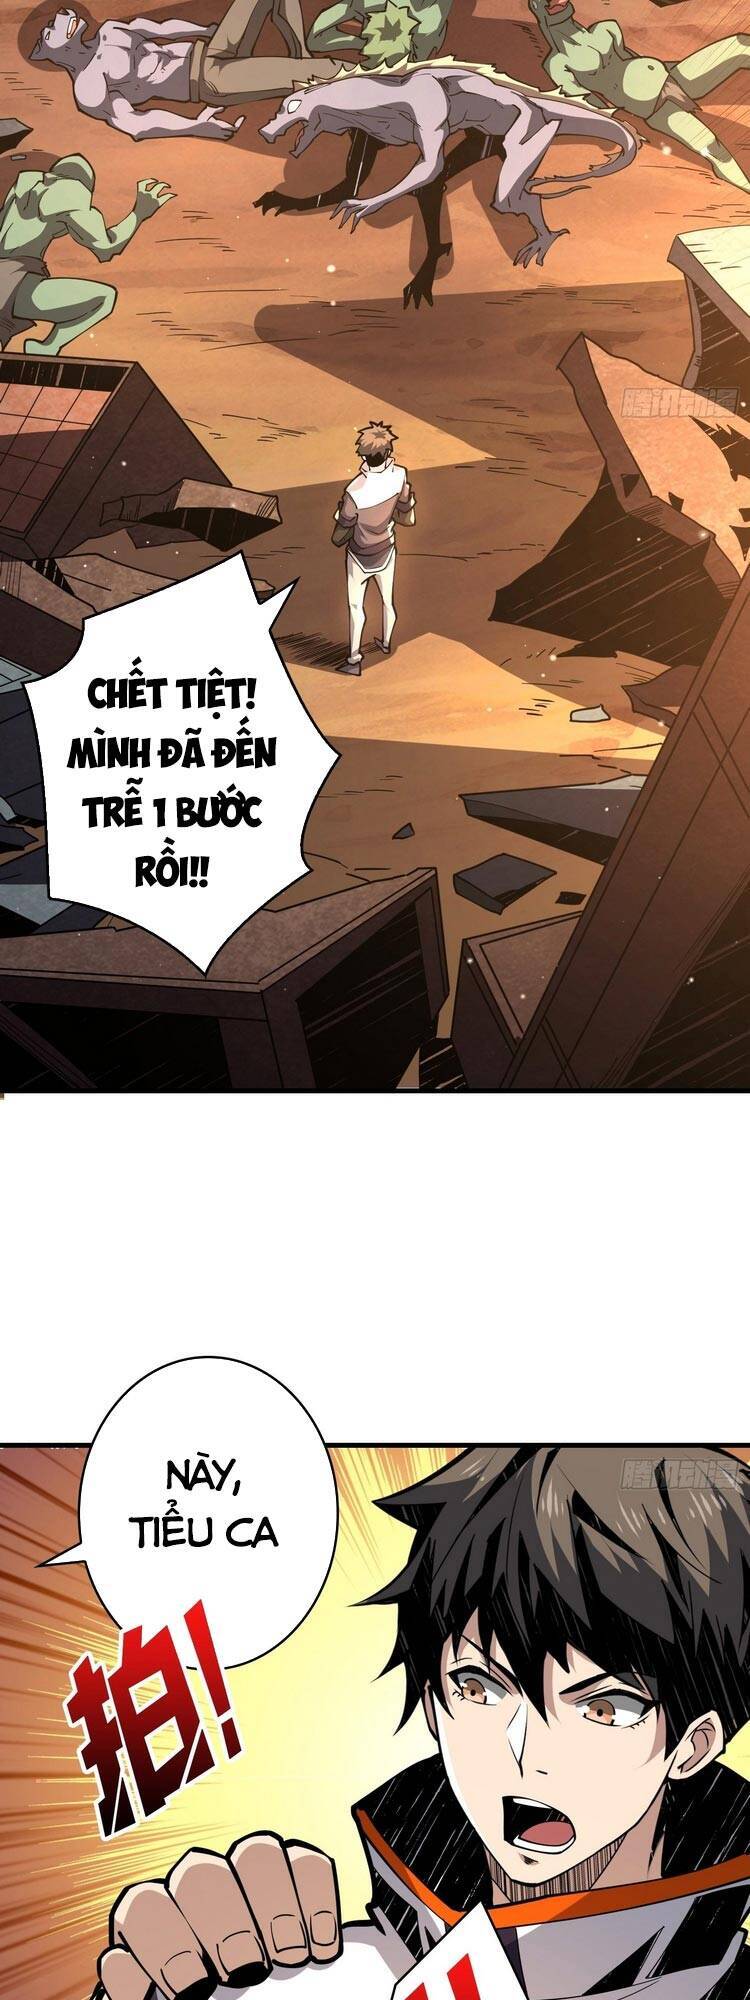 CHẾT TIỆT!
MÌNH ĐÃ ĐẾN
TRỄ 1 BƯỚC
RỒI!!
NÀY,
TIỂU CA
拍!